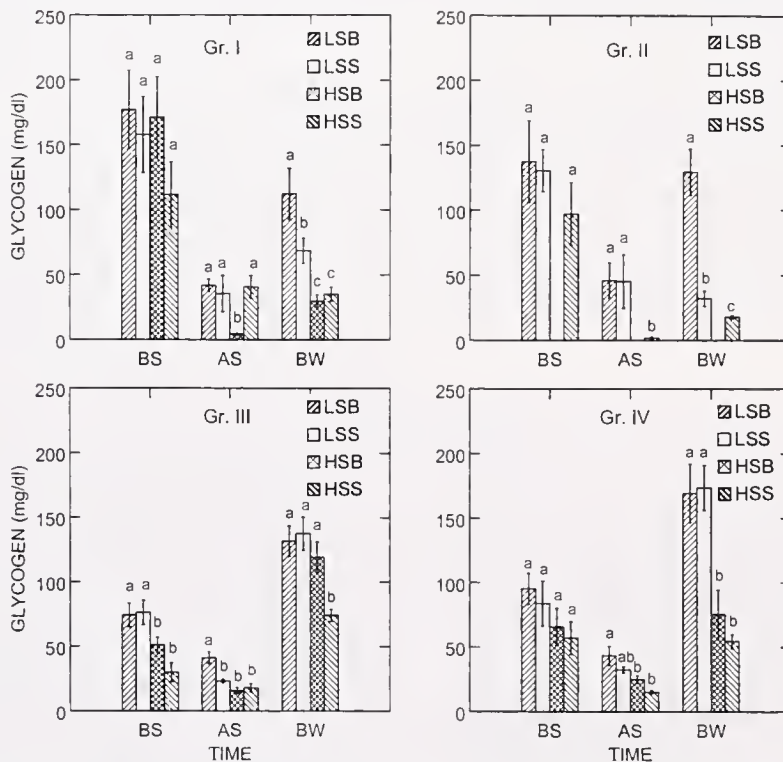 Gr. I
LSB
LSS
HSB
HSS
GLYCOGEN (mg/dl)
250
200
150
100
50
0
a a a a
a a b a
a b c c
BS AS BW
Gr. II
LSB
LSS
HSB
HSS
250
200
150
100
50
0
a a a
a a b
a b c
BS AS BW
Gr. III
LSB
LSS
HSB
HSS
GLYCOGEN (mg/dl)
250
200
150
100
50
0
a a b b
a b b b
a a a b
BS AS BW
TIME
Gr. IV
LSB
LSS
HSB
HSS
250
200
150
100
50
0
a a a a
a ab b b
a a b b
BS AS BW
TIME